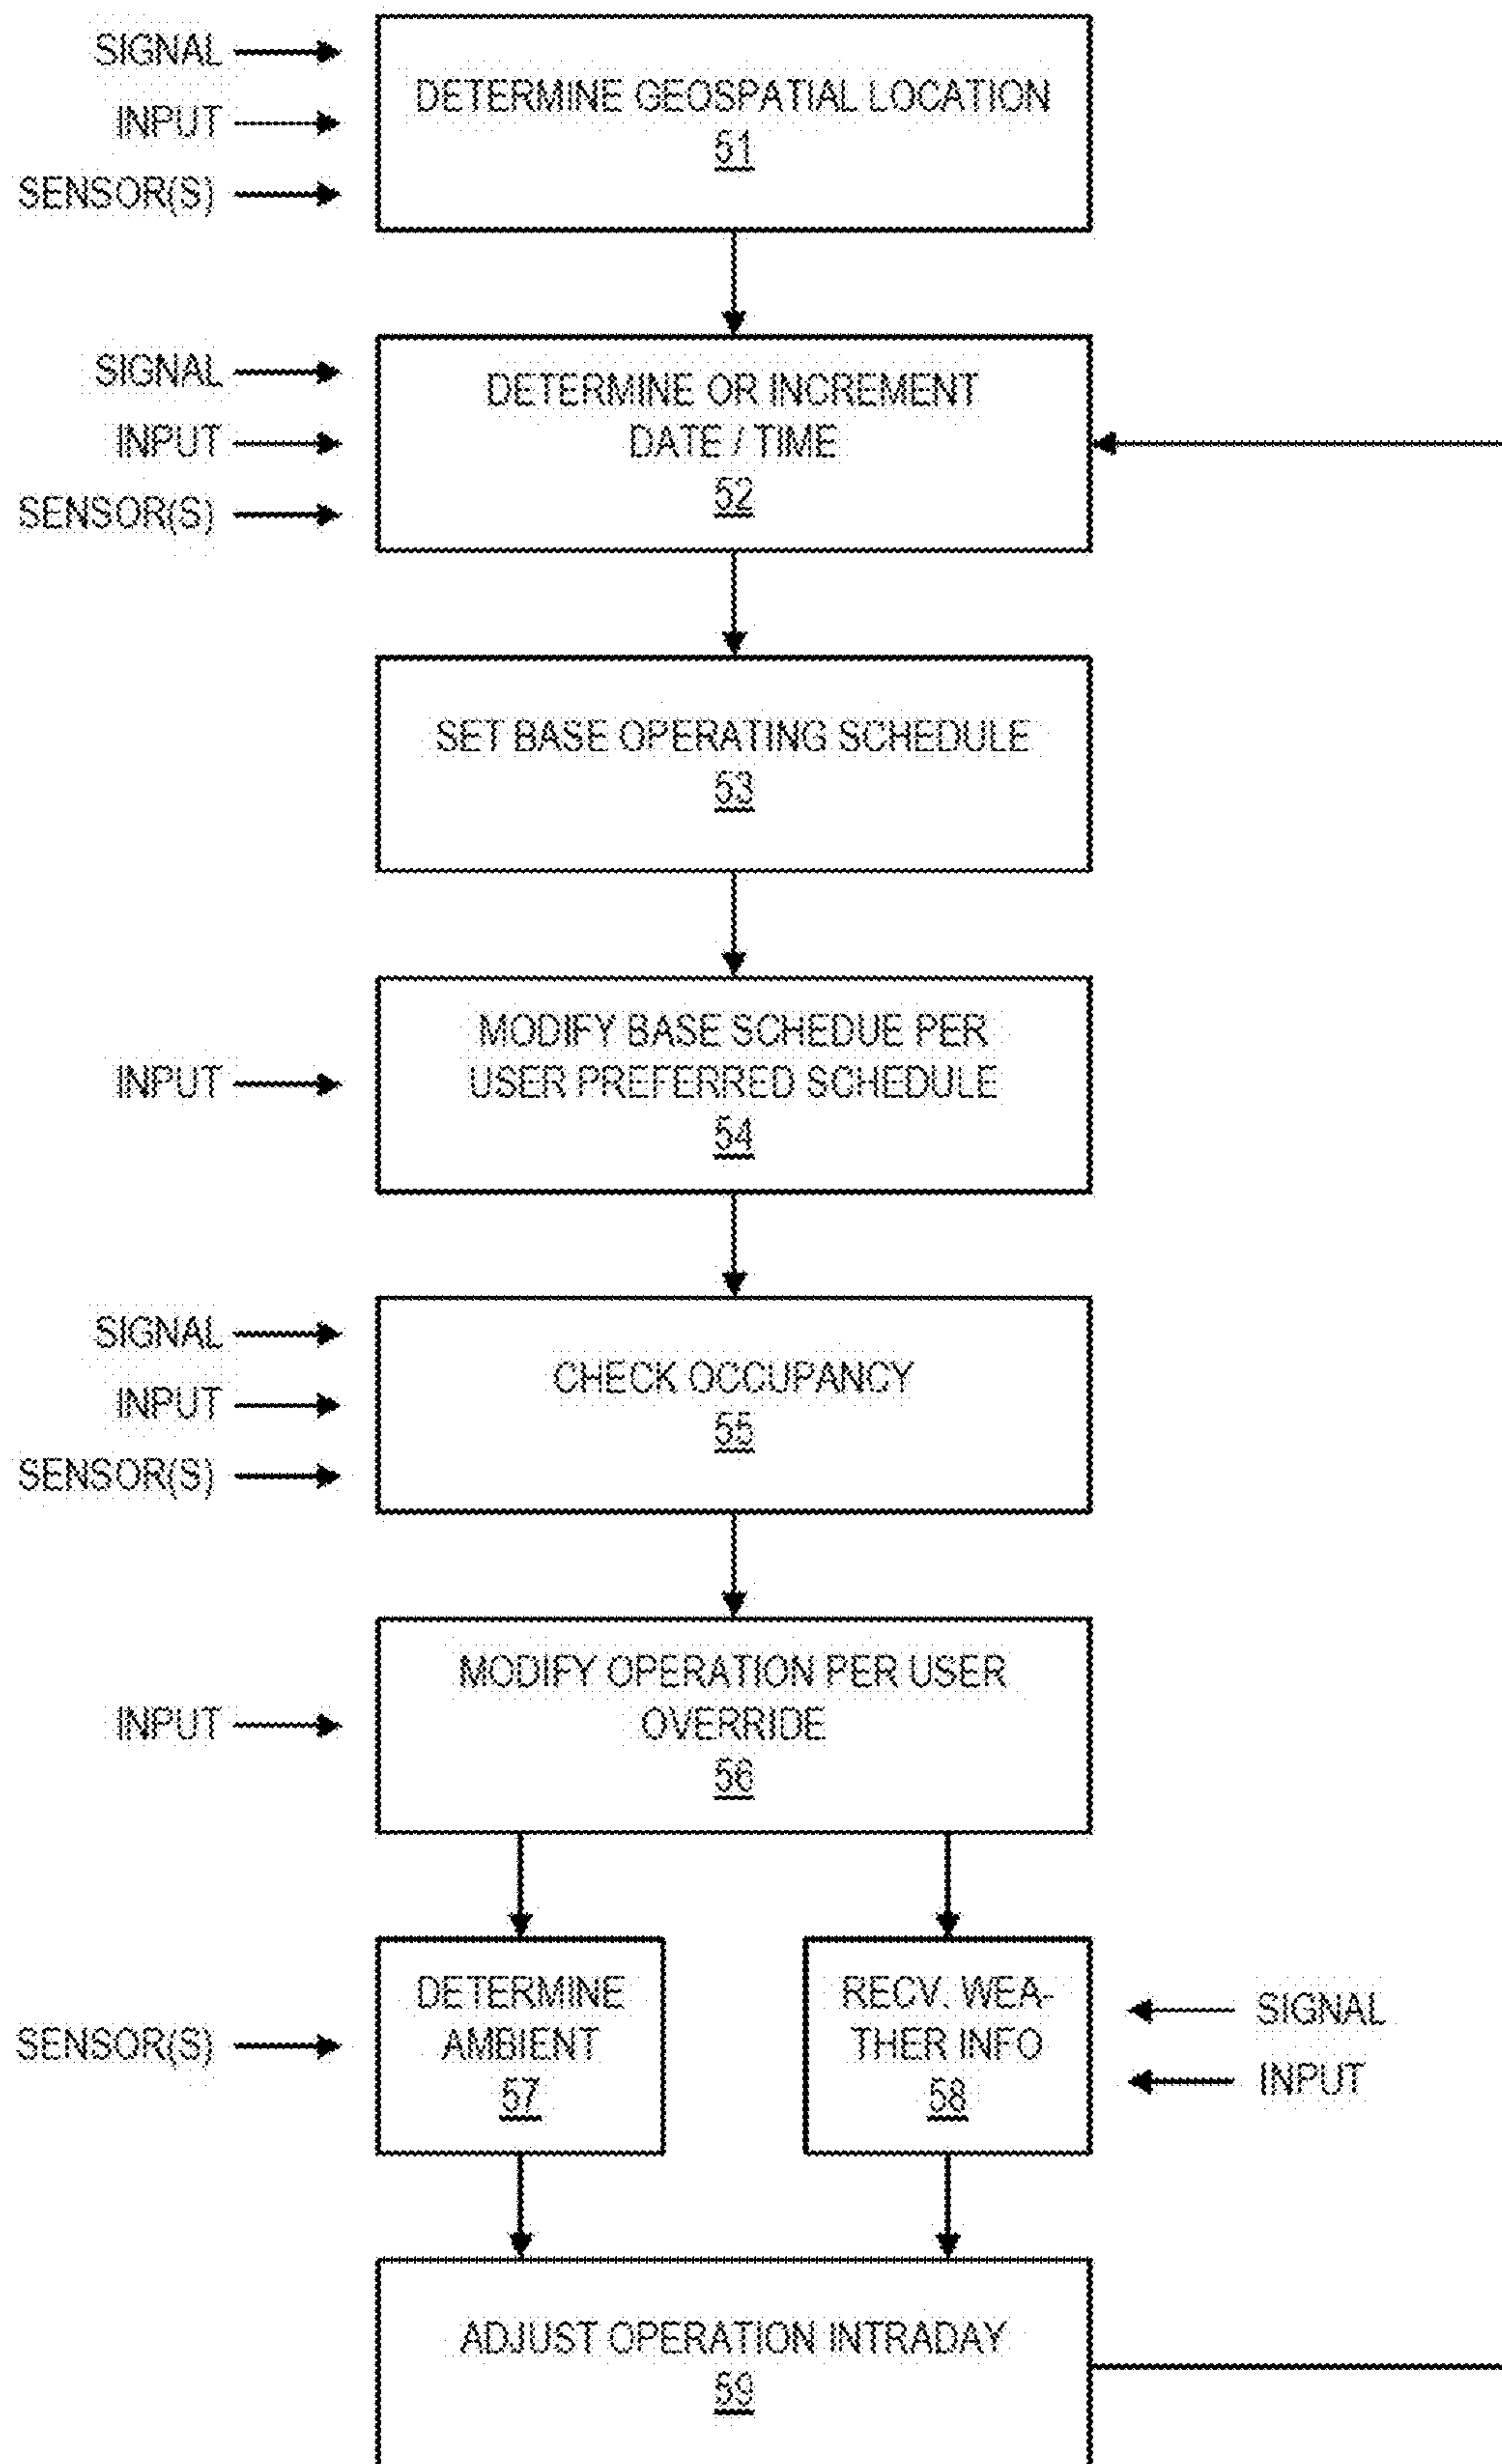 SIGNAL
INPUT
SENSOR(S)
DETERMINE GEOSPATIAL LOCATION
51
SIGNAL
INPUT
SENSOR(S)
DETERMINE OR INCREMENT
DATE / TIME
52
SET BASE OPERATING SCHEDULE
53
INPUT
MODIFY BASE SCHEDUE PER
USER PREFERRED SCHEDULE
54
SIGNAL
INPUT
SENSOR(S)
CHECK OCCUPANCY
55
INPUT
MODIFY OPERATION PER USER
OVERRIDE
56
SENSOR(S)
DETERMINE
AMBIENT
57
RECV. WEA-
THER INFO
58
SIGNAL
INPUT
ADJUST OPERATION INTRADAY
59